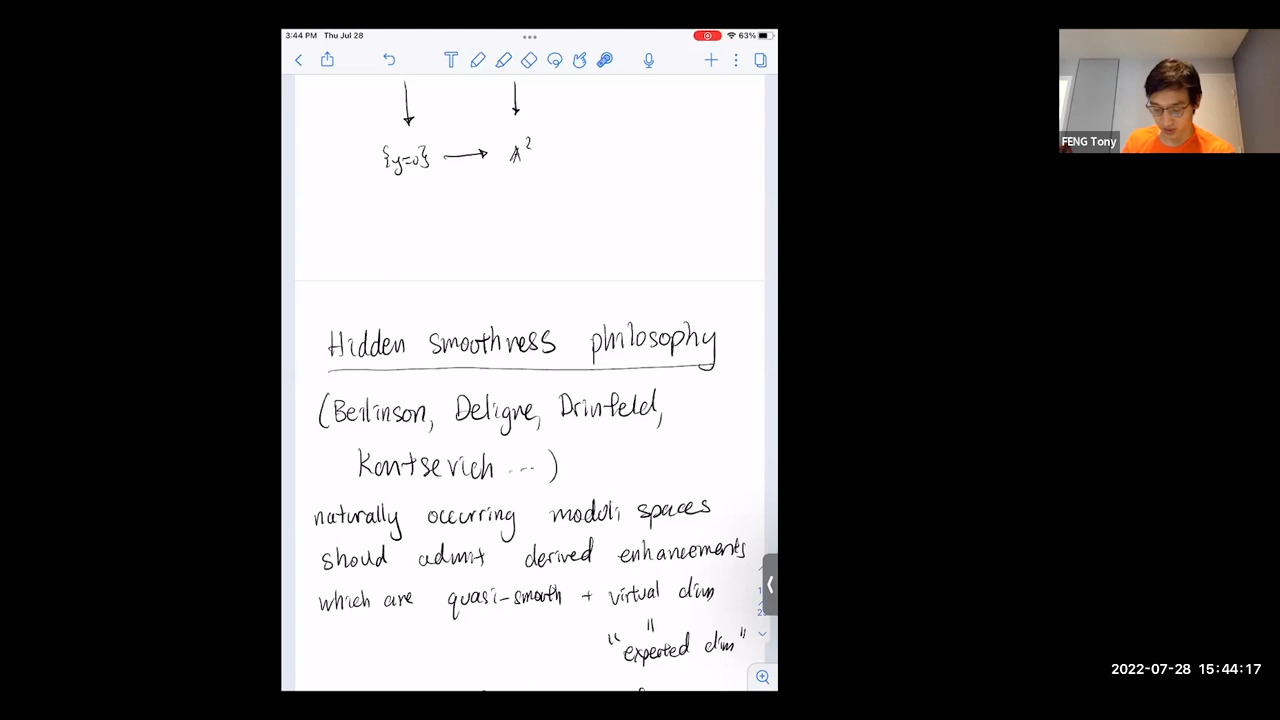 3:44 PM Thu Jul 28
63%
{y=0} → A²
Hidden smoothness philosophy
(Beilinson, Deligne, Drinfeld,
Kontsevich ...)
naturally occurring moduli spaces
should admit derived enhancements
which are quasi-smooth + virtual dim
=
"expected dim"
FENG Tony
2022-07-28 15:44:17